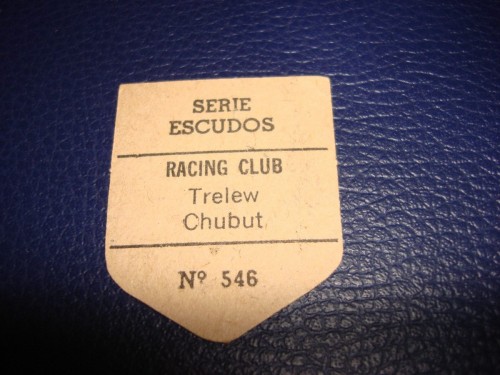 SERIE
ESCUDOS
RACING CLUB
Trelew
Chubut
Nº 546